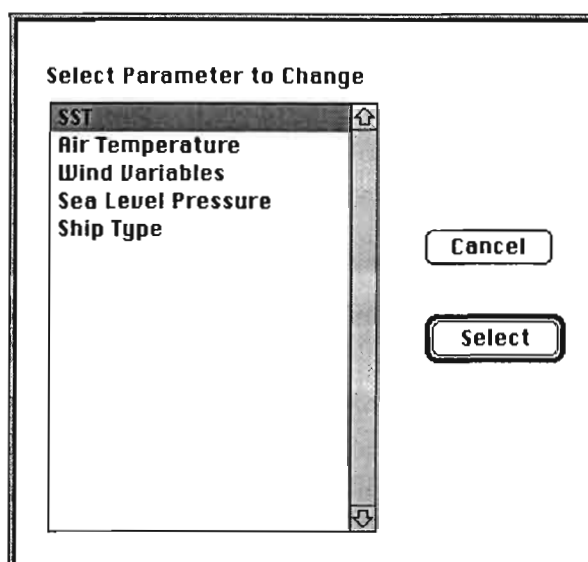 Select Parameter to Change
SST
Air Temperature
Wind Variables
Sea Level Pressure
Ship Type
Cancel
Select